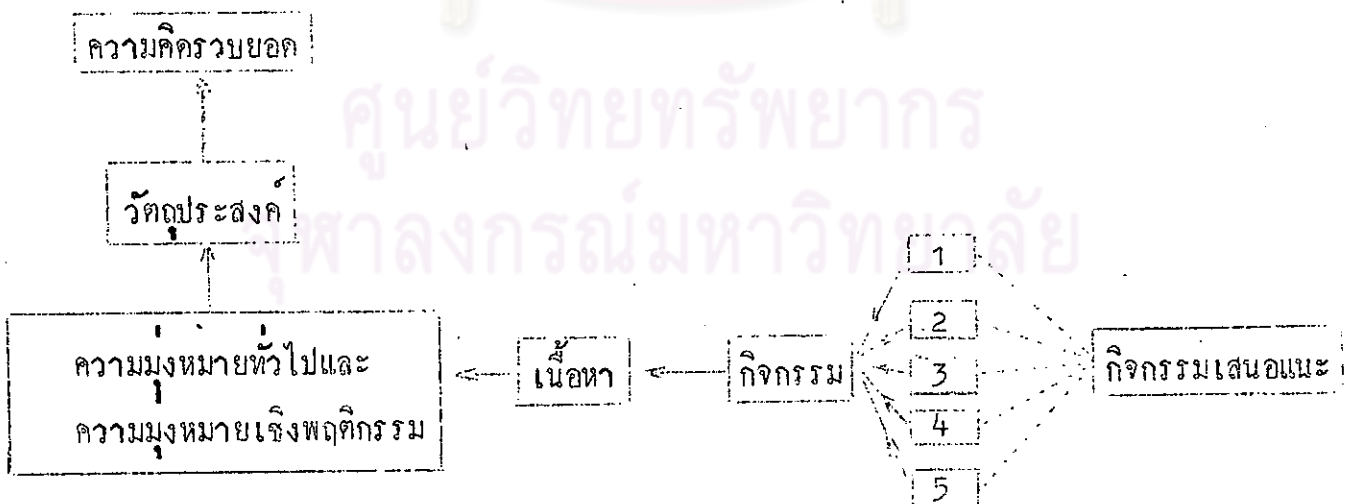 ความคิดรวบยอด
ศูนย์วิทยทรัพยากร
วัตถุประสงค์
จุฬาลงกรณ์มหาวิทยาลัย
1
2
ความมุ่งหมายทั่วไปและ
เนื้อหา
กิจกรรม
3
กิจกรรมเสนอแนะ
4
ความมุ่งหมายเชิงพฤติกรรม
5